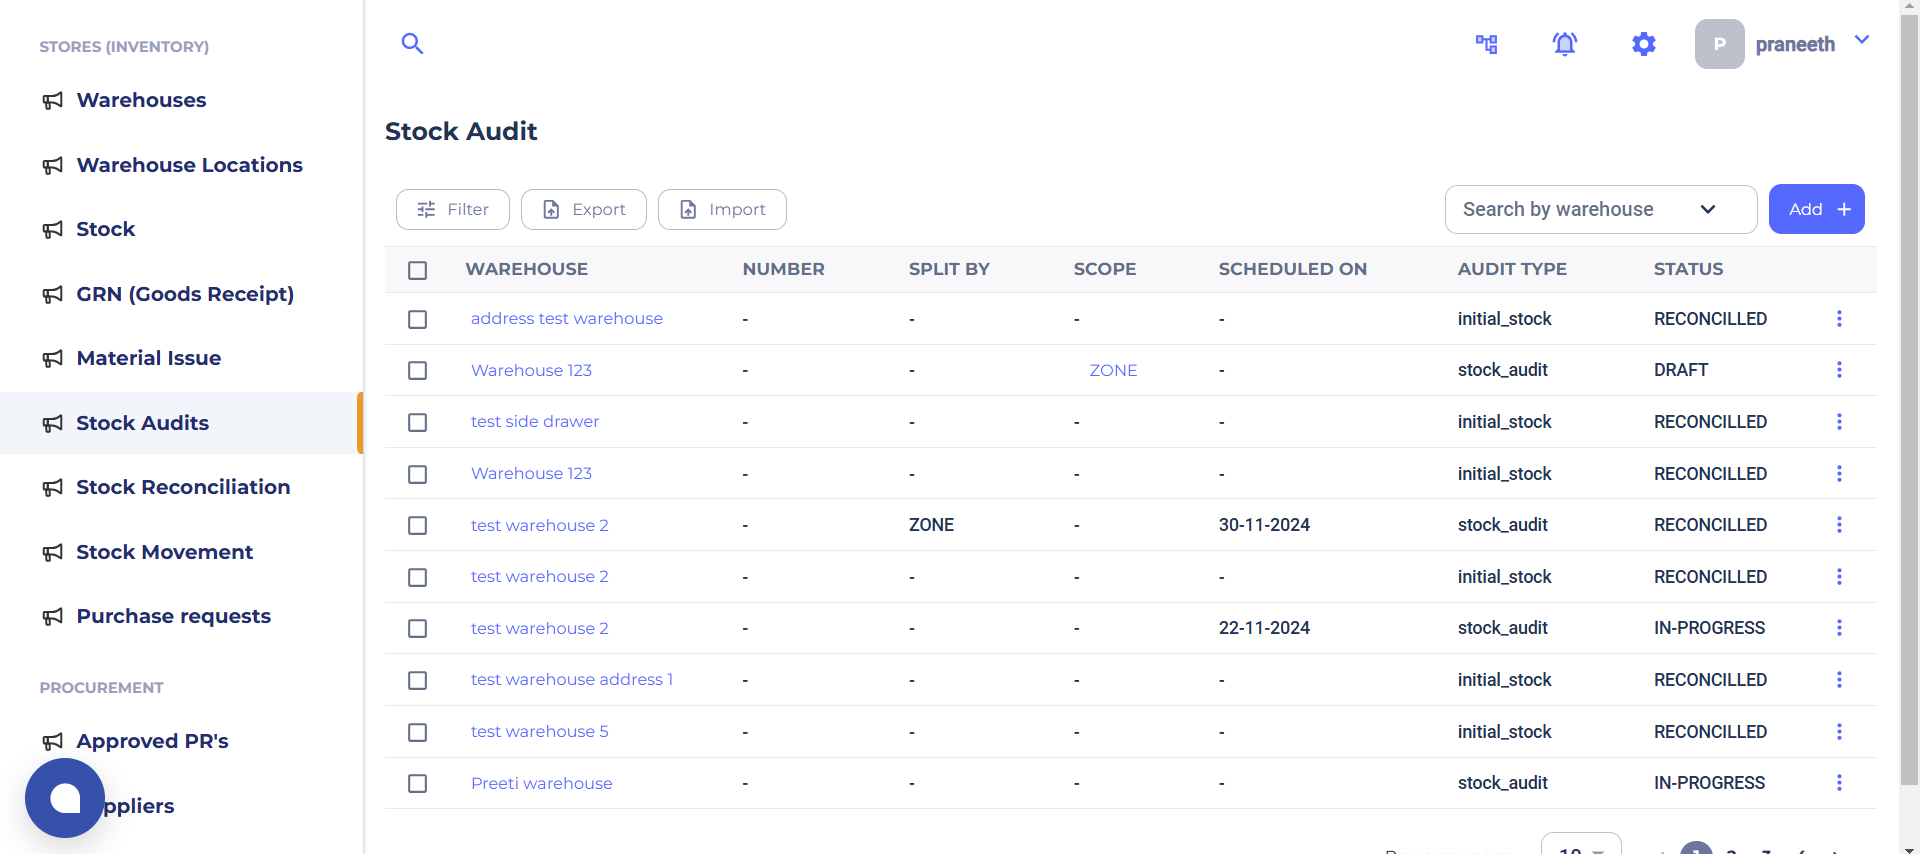 STORES (INVENTORY)
Warehouses
Warehouse Locations
Stock
GRN (Goods Receipt)
Material Issue
Stock Audits
Stock Reconciliation
Stock Movement
Purchase requests
PROCUREMENT
Approved PR's
ppliers
P praneeth
Stock Audit
Filter Export Import Search by warehouse Add +
WAREHOUSE NUMBER SPLIT BY SCOPE SCHEDULED ON AUDIT TYPE STATUS
address test warehouse - - - - initial_stock RECONCILLED
Warehouse 123 - - ZONE - stock_audit DRAFT
test side drawer - - - - initial_stock RECONCILLED
Warehouse 123 - - - - initial_stock RECONCILLED
test warehouse 2 - ZONE - 30-11-2024 stock_audit RECONCILLED
test warehouse 2 - - - - initial_stock RECONCILLED
test warehouse 2 - - - 22-11-2024 stock_audit IN-PROGRESS
test warehouse address 1 - - - - initial_stock RECONCILLED
test warehouse 5 - - - - initial_stock RECONCILLED
Preeti warehouse - - - - stock_audit IN-PROGRESS
10